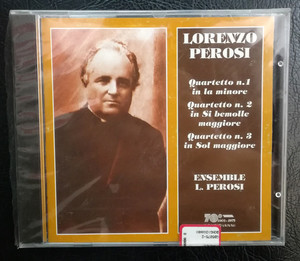 LORENZO
PEROSI
Quartetto n. 1
in la minore
Quartetto n. 2
in Si bemolle
maggiore
Quartetto n. 3
in Sol maggiore
ENSEMBLE
L. PEROSI